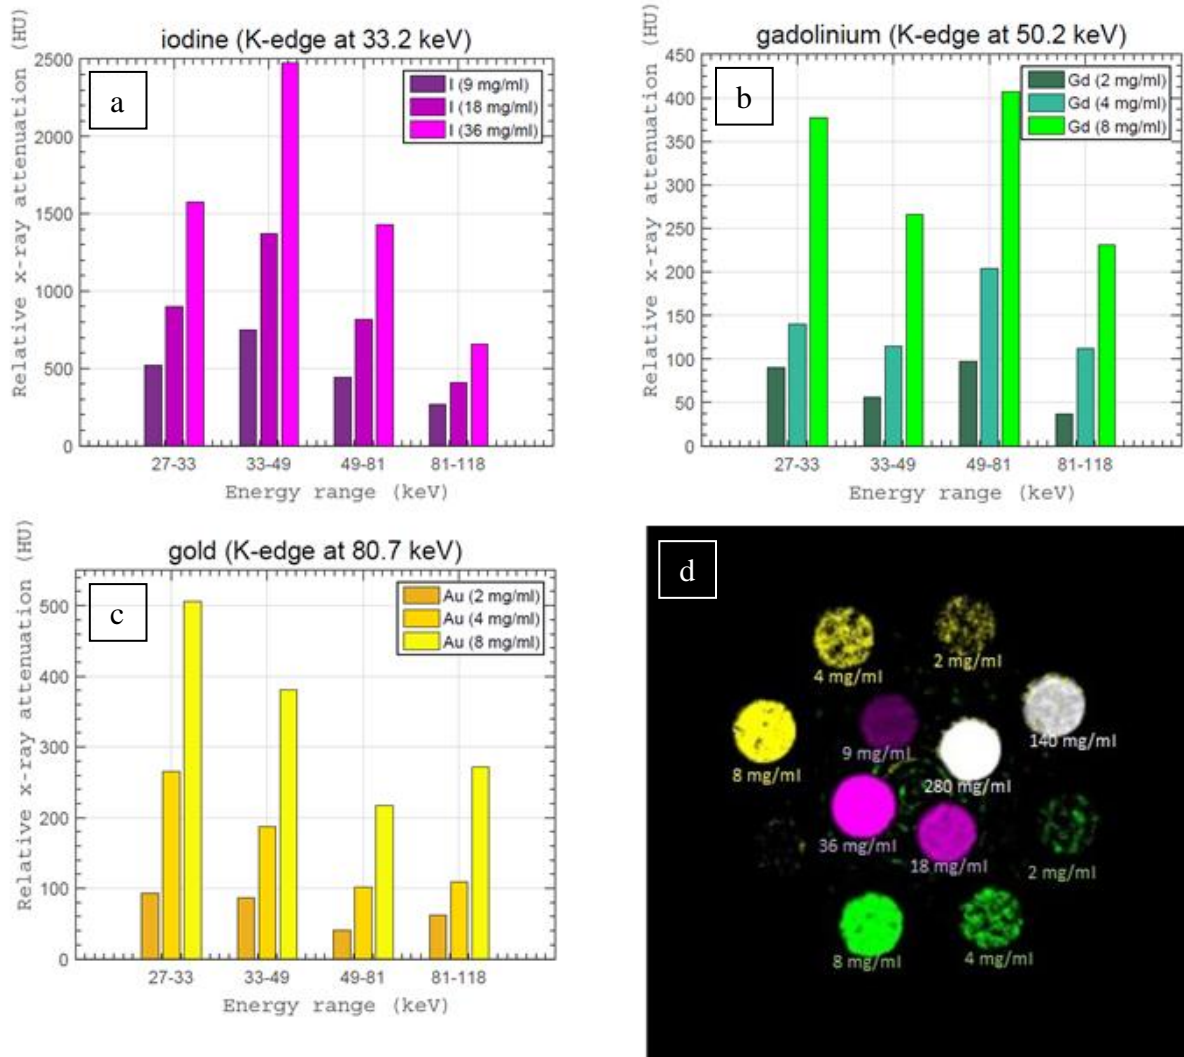 iodine (K-edge at 33.2 keV)
a
I (9 mg/ml)
I (18 mg/ml)
I (36 mg/ml)
Relative x-ray attenuation (HU)
2500
2000
1500
1000
500
0
27-33 33-49 49-81 81-118
Energy range (keV)
gadolinium (K-edge at 50.2 keV)
b
Gd (2 mg/ml)
Gd (4 mg/ml)
Gd (8 mg/ml)
Relative x-ray attenuation (HU)
450
400
350
300
250
200
150
100
50
0
27-33 33-49 49-81 81-118
Energy range (keV)
gold (K-edge at 80.7 keV)
c
Au (2 mg/ml)
Au (4 mg/ml)
Au (8 mg/ml)
Relative x-ray attenuation (HU)
500
400
300
200
100
0
27-33 33-49 49-81 81-118
Energy range (keV)
d
2 mg/ml
4 mg/ml
140 mg/ml
9 mg/ml
8 mg/ml
280 mg/ml
36 mg/ml
18 mg/ml
2 mg/ml
8 mg/ml
4 mg/ml